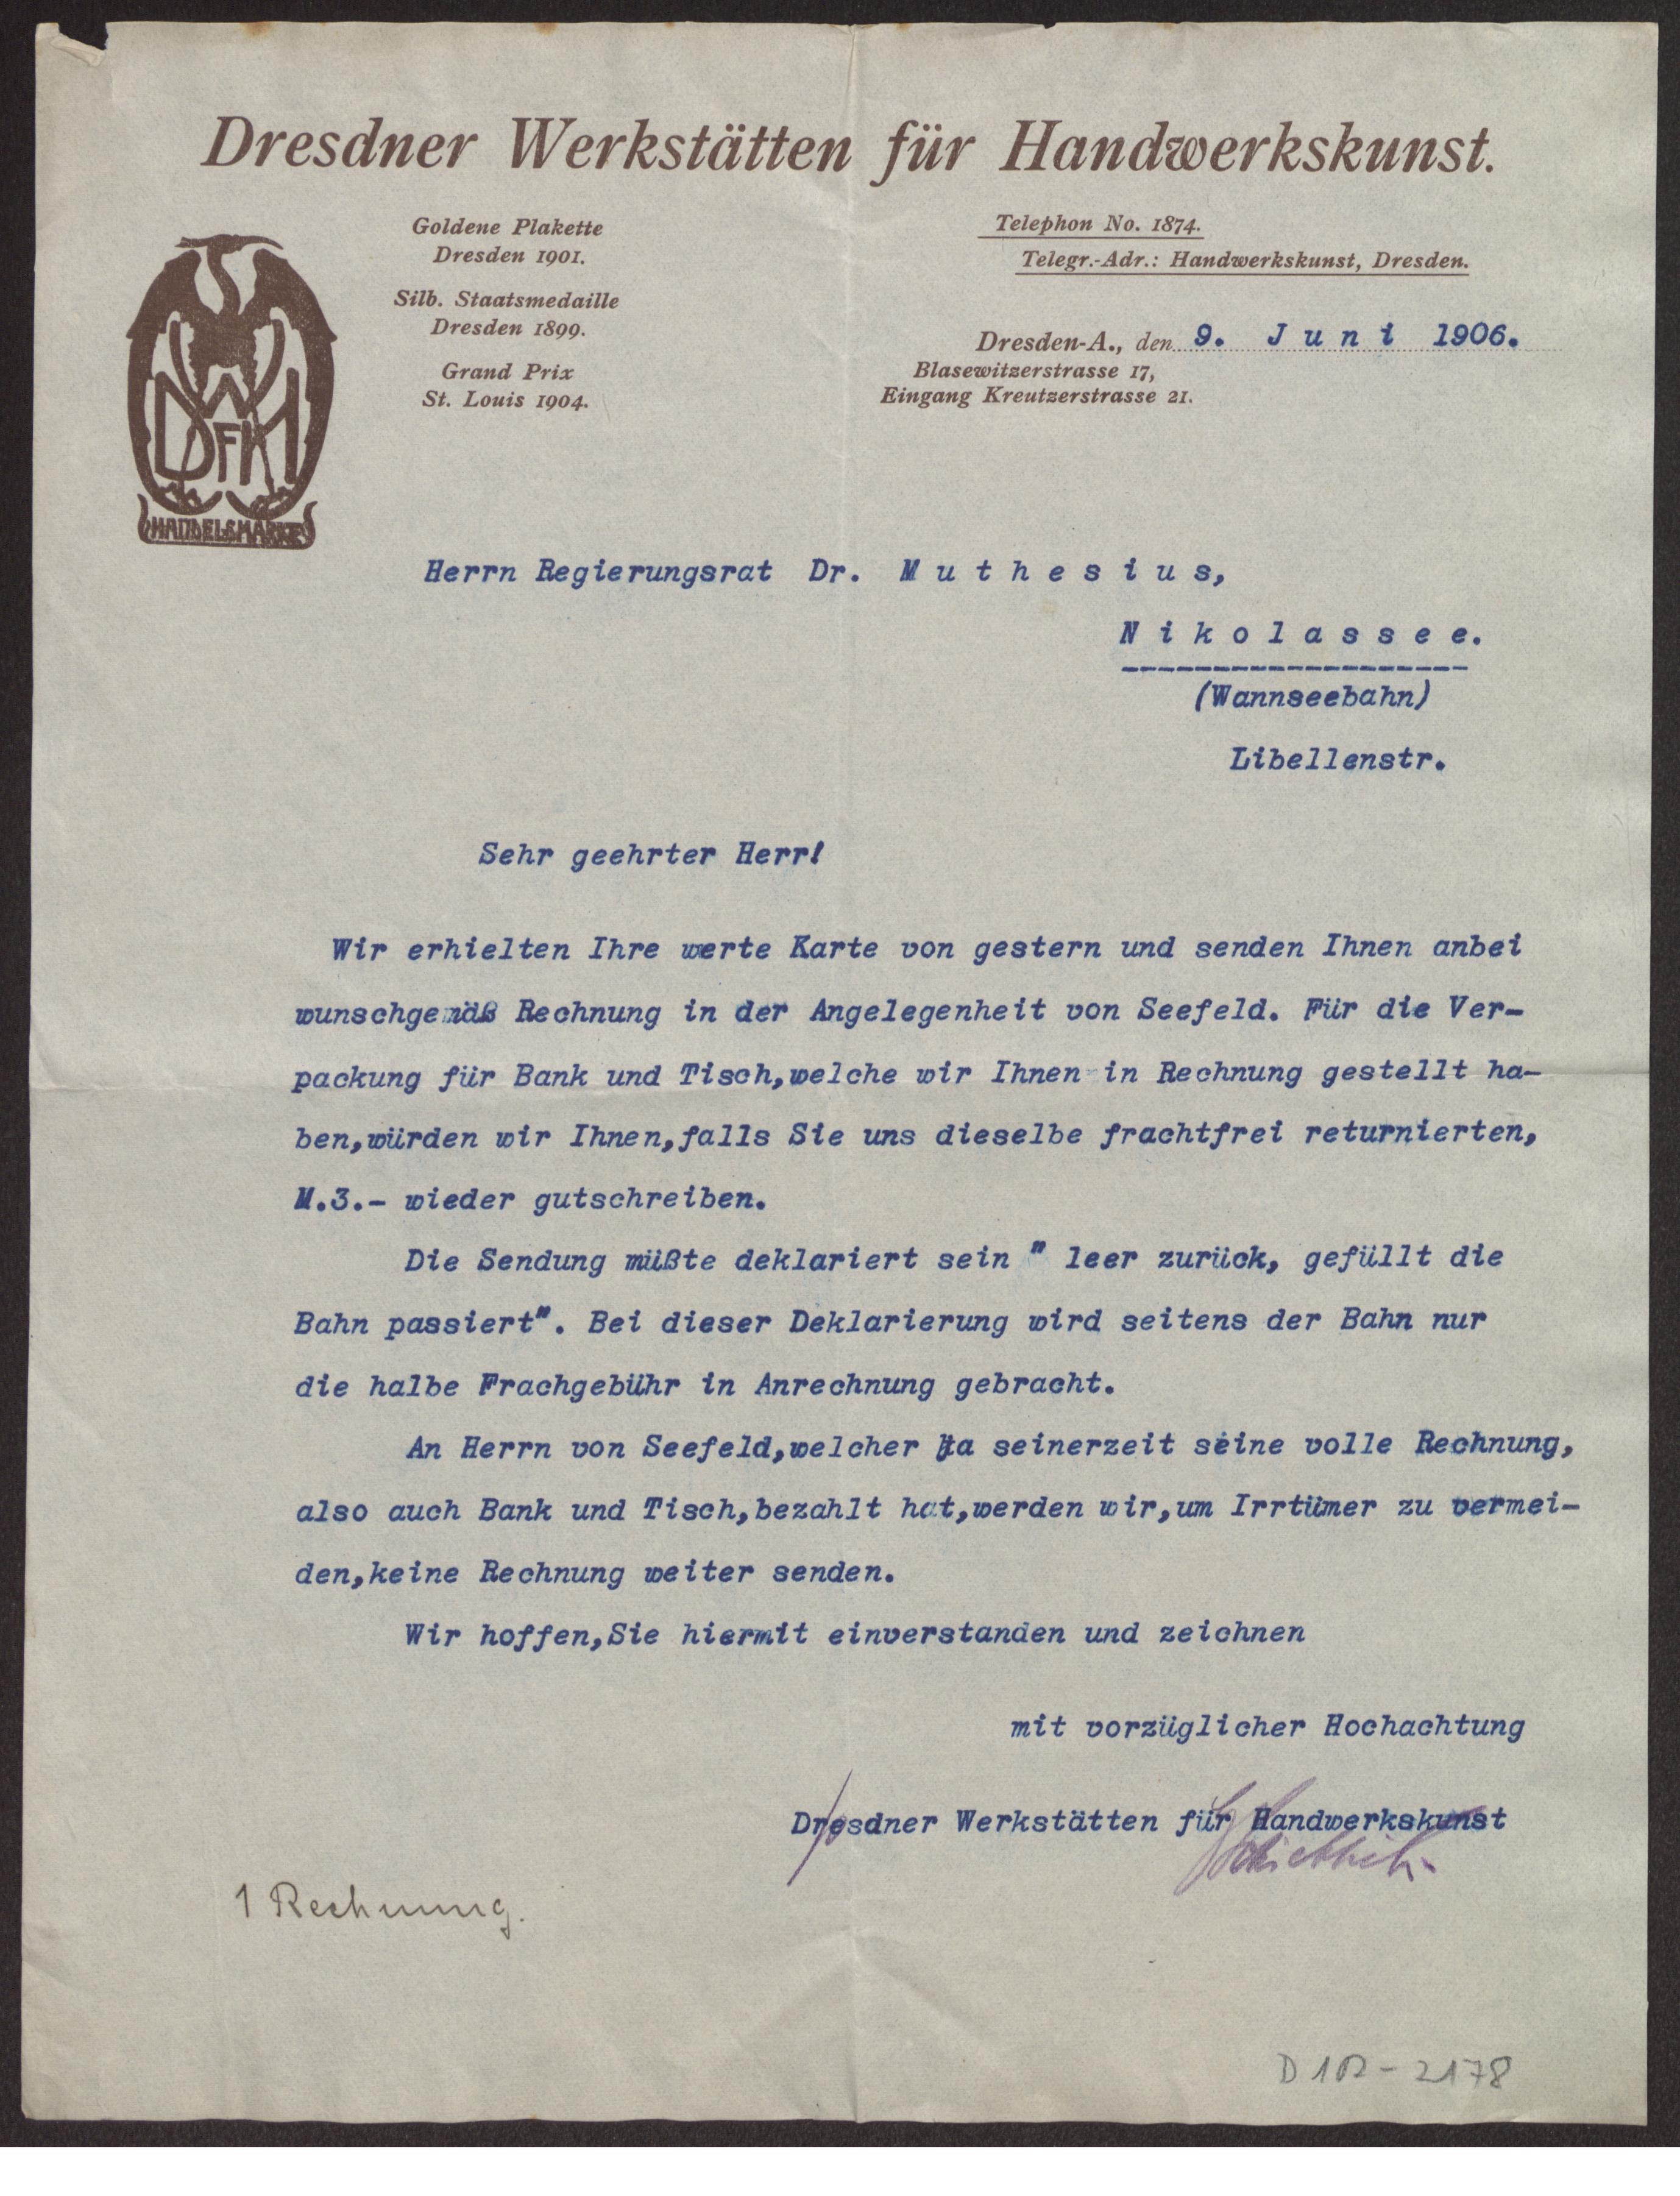 Dresdner Werkstätten für Handwerkskunst.
Goldene Plakette
Dresden 1901.
Silb. Staatsmedaille
Dresden 1899.
Grand Prix
St. Louis 1904.
Telephon No. 1874.
Telegr.-Adr.: Handwerkskunst, Dresden.
Dresden-A., den 9. Juni 1906.
Blasewitzerstrasse 17,
Eingang Kreutzerstrasse 21.
DWFHK
HANDELSMARKE
Herrn Regierungsrat Dr. Muthesius,
Nikolassee.
(Wannseebahn)
Libellenstr.
Sehr geehrter Herr!
Wir erhielten Ihre werte Karte von gestern und senden Ihnen anbei
wunschgemäß Rechnung in der Angelegenheit von Seefeld. Für die Ver-
packung für Bank und Tisch,welche wir Ihnen in Rechnung gestellt ha-
ben,würden wir Ihnen,falls Sie uns dieselbe frachtfrei returnierten,
M.3.- wieder gutschreiben.
Die Sendung müßte deklariert sein " leer zurück, gefüllt die
Bahn passiert". Bei dieser Deklarierung wird seitens der Bahn nur
die halbe Frachgebühr in Anrechnung gebracht.
An Herrn von Seefeld,welcher ja seinerzeit seine volle Rechnung,
also auch Bank und Tisch,bezahlt hat,werden wir,um Irrtümer zu vermei-
den,keine Rechnung weiter senden.
Wir hoffen,Sie hiermit einverstanden und zeichnen
mit vorzüglicher Hochachtung
Dresdner Werkstätten für Handwerkskunst
1 Rechnung.
D 102-2178